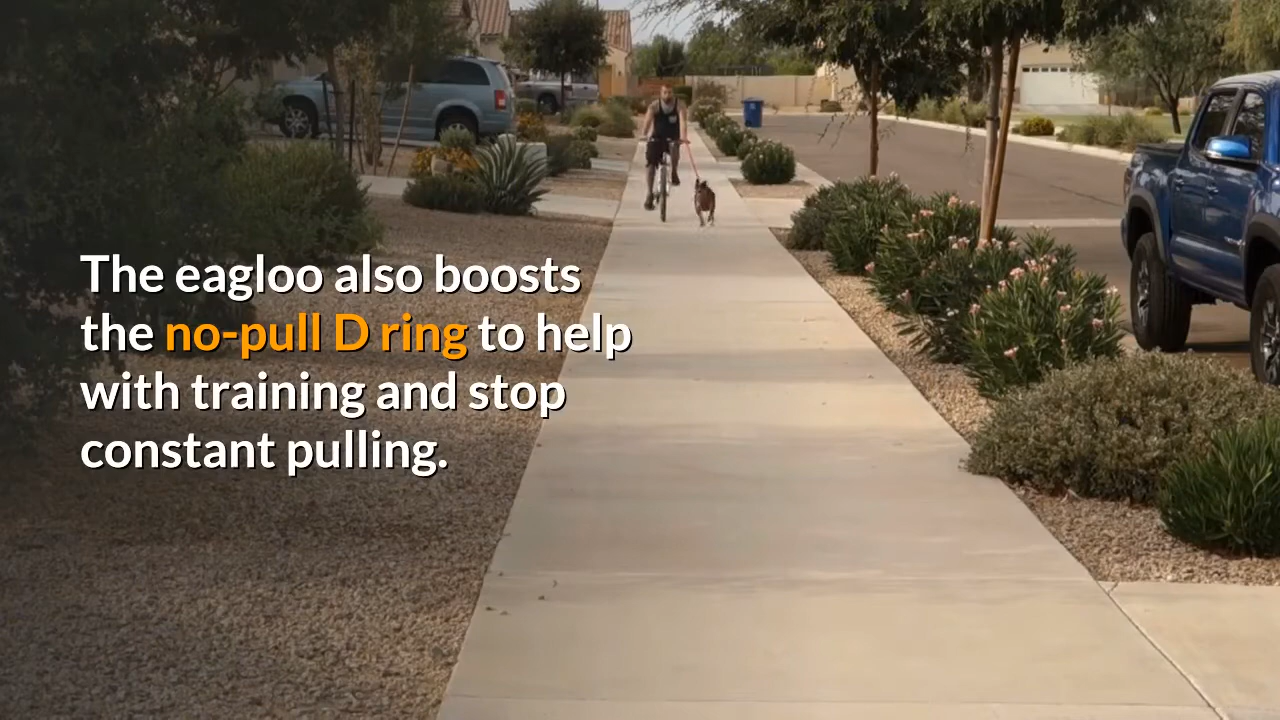 The eagloo also boosts
the no-pull D ring to help
with training and stop
constant pulling.